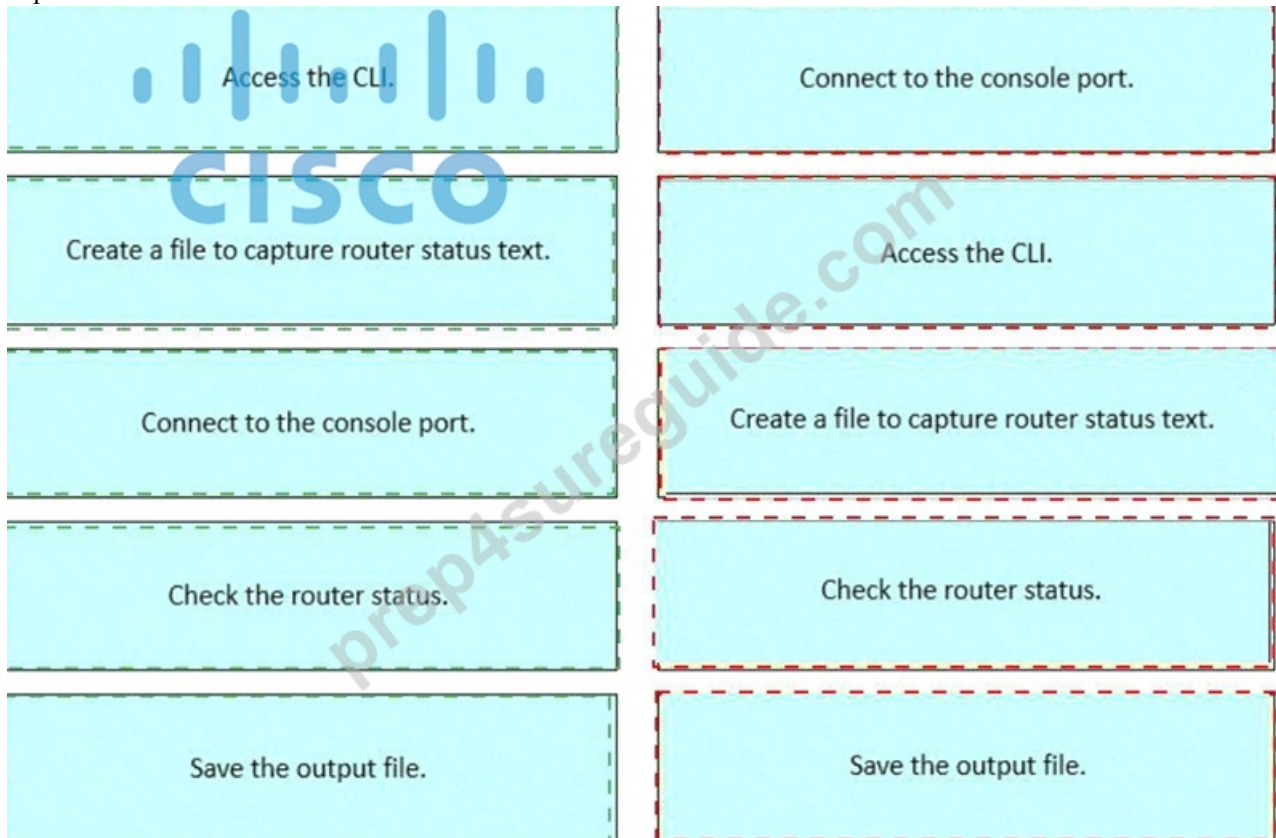 Access the CLI.
Connect to the console port.
CISCO
Create a file to capture router status text.
Access the CLI.
Connect to the console port.
Create a file to capture router status text.
Check the router status.
Check the router status.
Save the output file.
Save the output file.
prep4sureguide.com